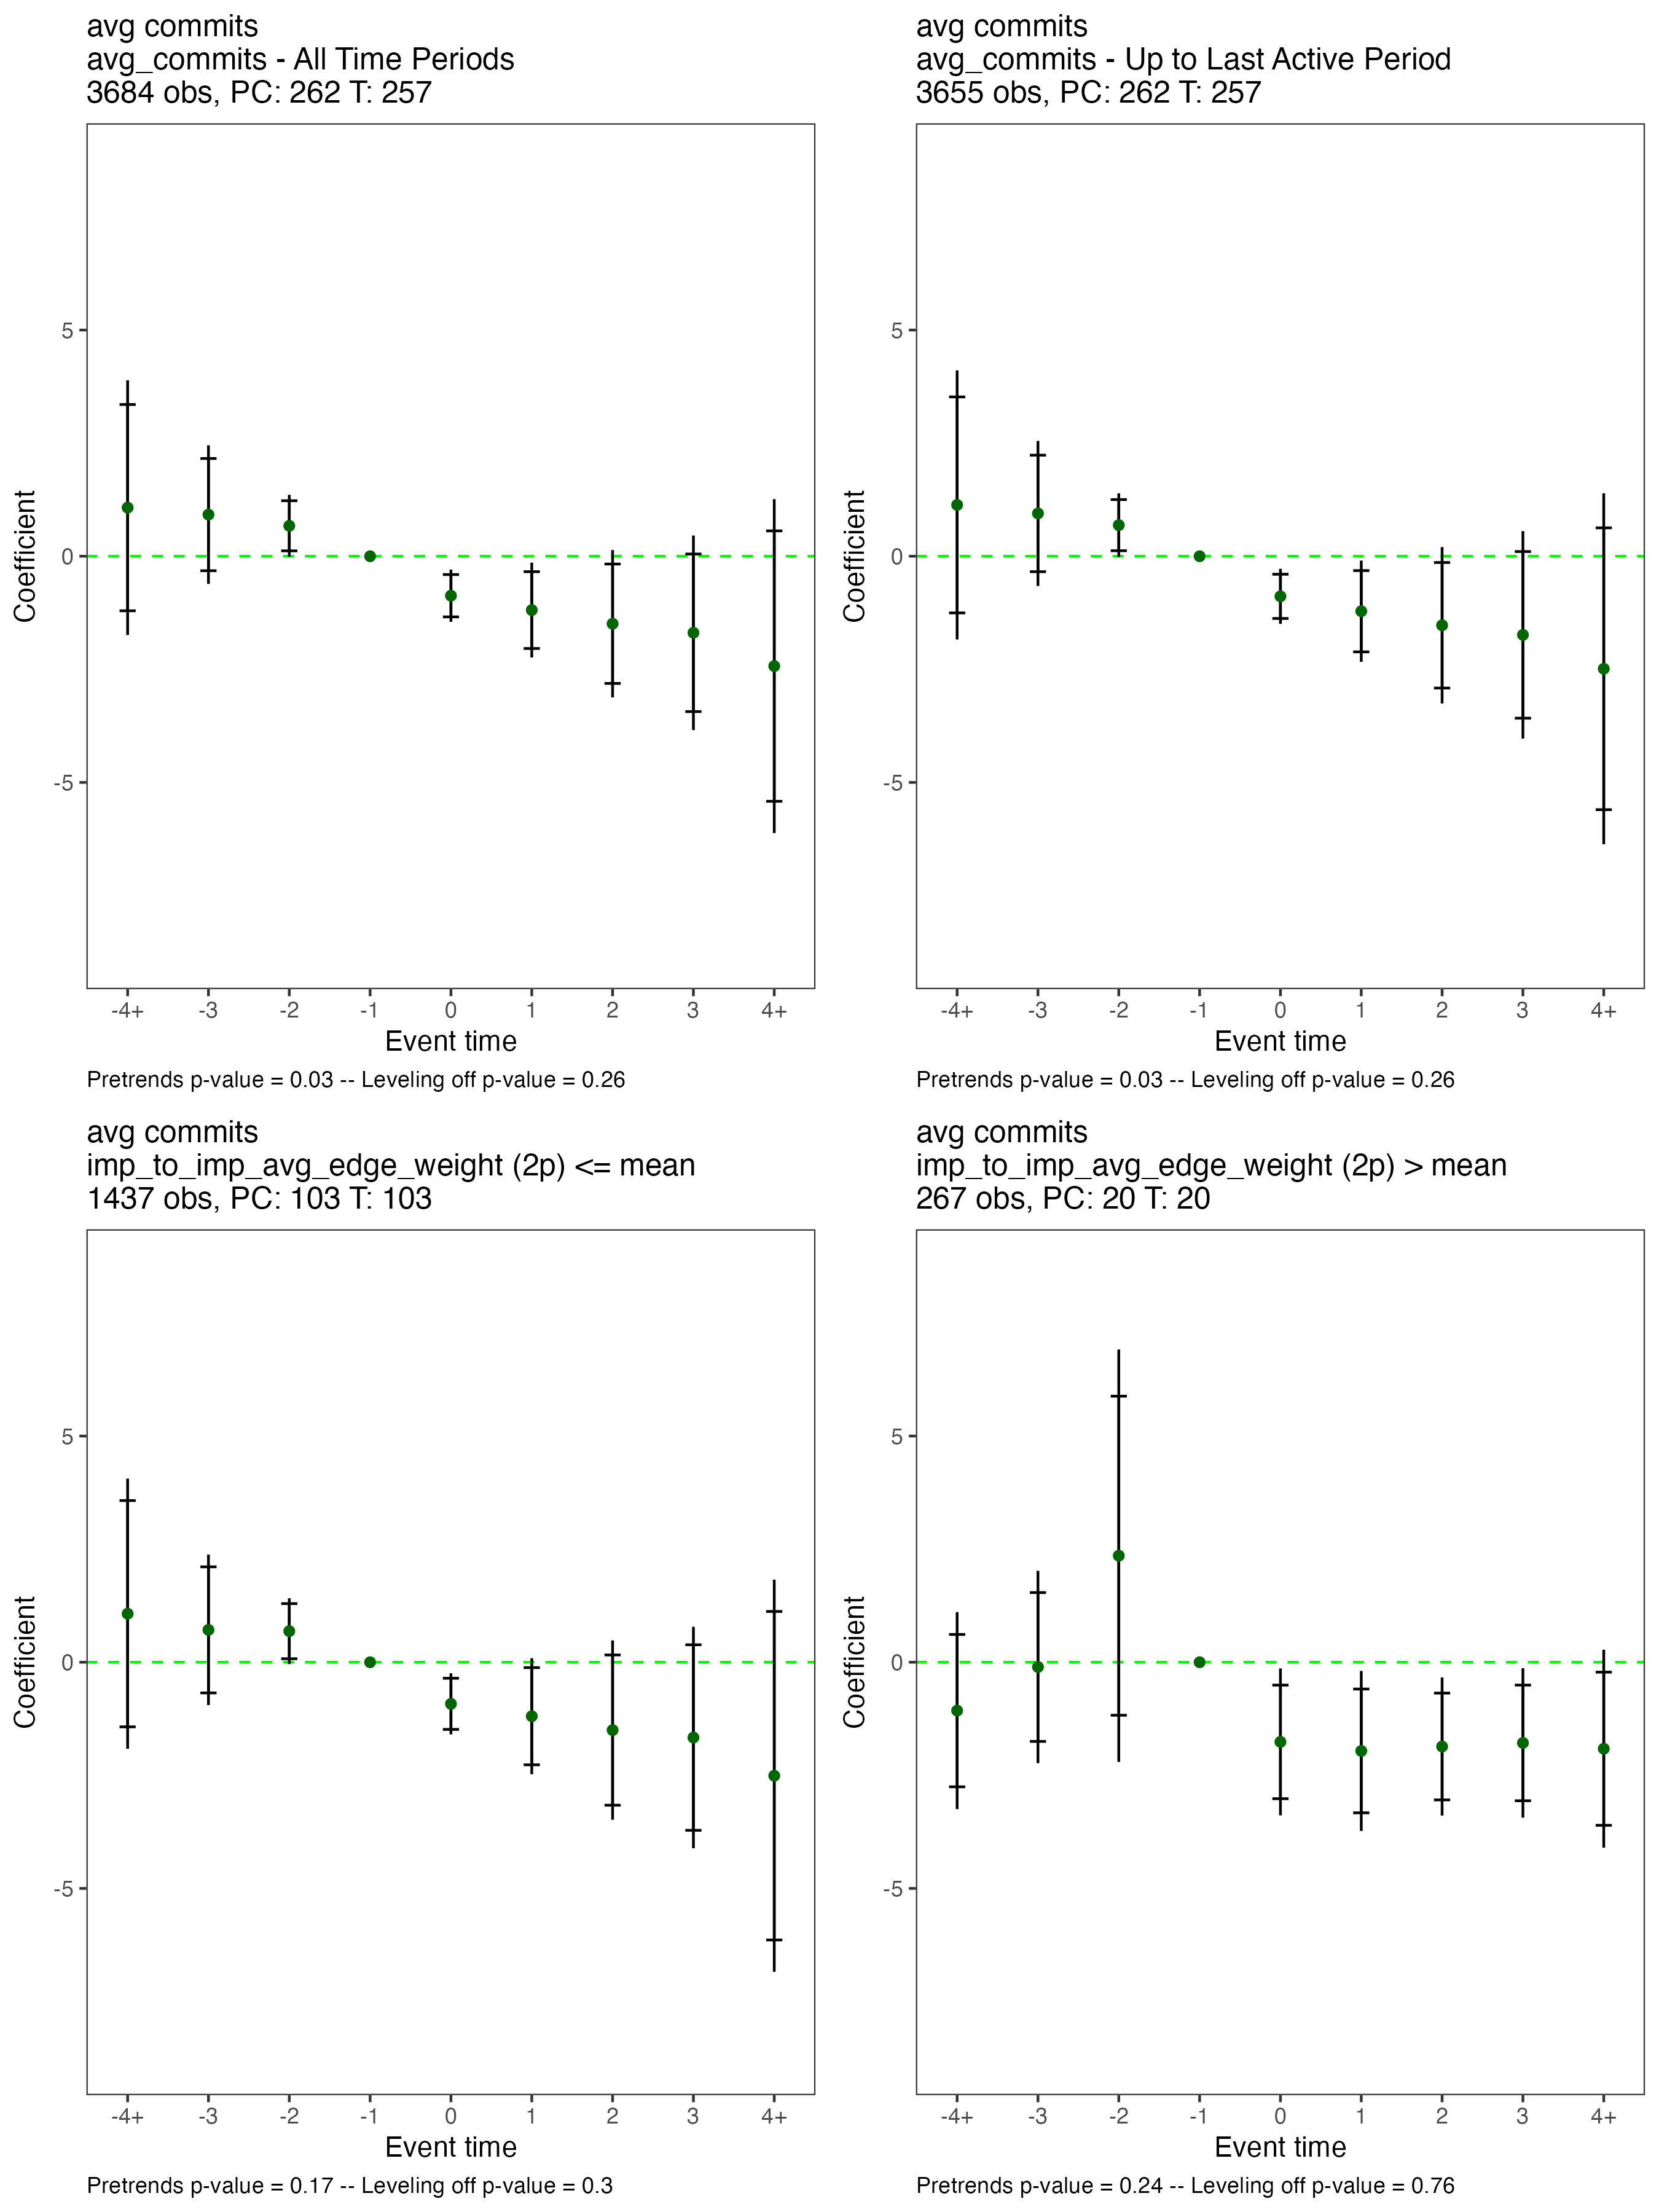 avg commits
avg_commits - All Time Periods
3684 obs, PC: 262 T: 257
Coefficient
5
0
-5
-4+ -3 -2 -1 0 1 2 3 4+
Event time
Pretrends p-value = 0.03 -- Leveling off p-value = 0.26
avg commits
avg_commits - Up to Last Active Period
3655 obs, PC: 262 T: 257
Coefficient
5
0
-5
-4+ -3 -2 -1 0 1 2 3 4+
Event time
Pretrends p-value = 0.03 -- Leveling off p-value = 0.26
avg commits
imp_to_imp_avg_edge_weight (2p) <= mean
1437 obs, PC: 103 T: 103
Coefficient
5
0
-5
-4+ -3 -2 -1 0 1 2 3 4+
Event time
Pretrends p-value = 0.17 -- Leveling off p-value = 0.3
avg commits
imp_to_imp_avg_edge_weight (2p) > mean
267 obs, PC: 20 T: 20
Coefficient
5
0
-5
-4+ -3 -2 -1 0 1 2 3 4+
Event time
Pretrends p-value = 0.24 -- Leveling off p-value = 0.76